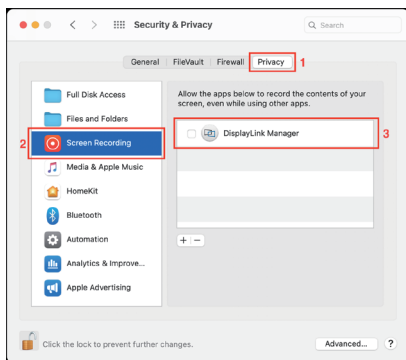 Security & Privacy
Search
General
FileVault
Firewall
Privacy
1
Full Disk Access
Files and Folders
2
Screen Recording
Media & Apple Music
HomeKit
Bluetooth
Automation
Analytics & Improve...
Apple Advertising
Allow the apps below to record the contents of your
screen, even while using other apps.
DisplayLink Manager
3
+ −
Click the lock to prevent further changes.
Advanced...
?